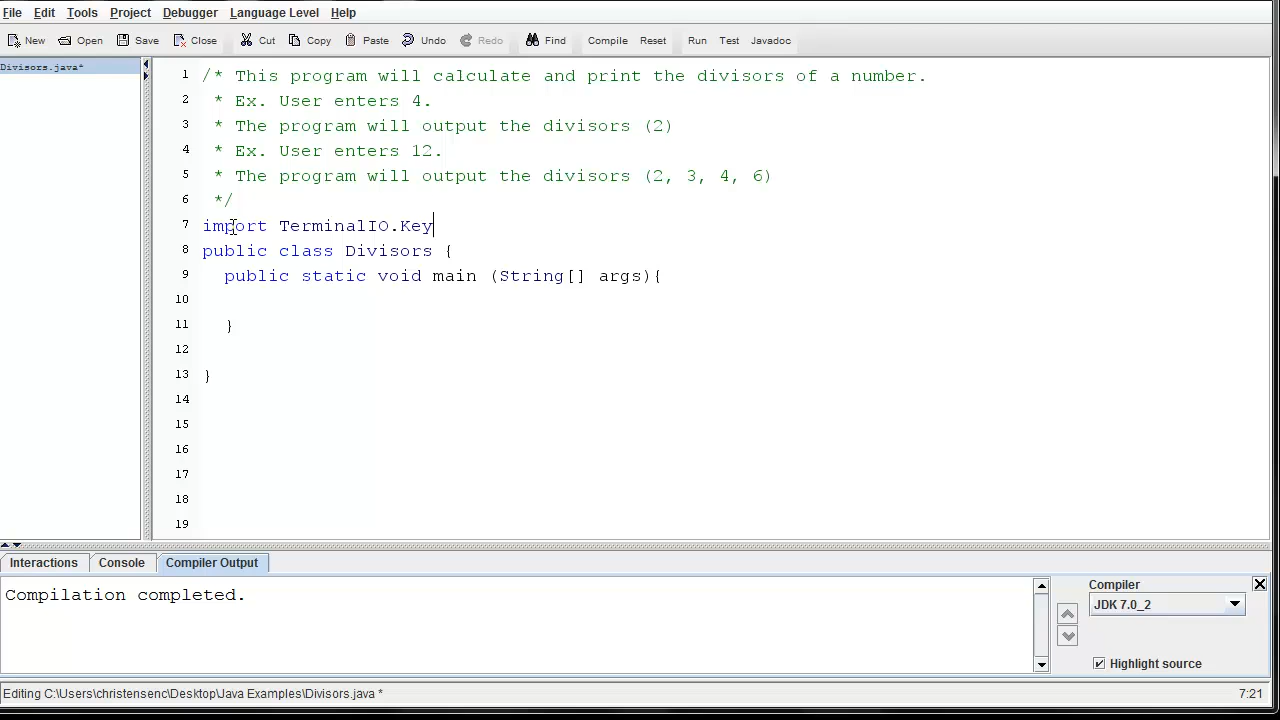 File Edit Tools Project Debugger Language Level Help
New Open Save Close Cut Copy Paste Undo Redo Find Compile Reset Run Test Javadoc
Divisors.java*
1 /* This program will calculate and print the divisors of a number.
2 * Ex. User enters 4.
3 * The program will output the divisors (2)
4 * Ex. User enters 12.
5 * The program will output the divisors (2, 3, 4, 6)
6 */
7 import TerminalIO.Key
8 public class Divisors {
9 public static void main (String[] args){
10
11 }
12
13 }
14
15
16
17
18
19
Interactions Console Compiler Output
Compilation completed.
Compiler
JDK 7.0_2
Highlight source
Editing C:\Users\christensenc\Desktop\Java Examples\Divisors.java * 7:21